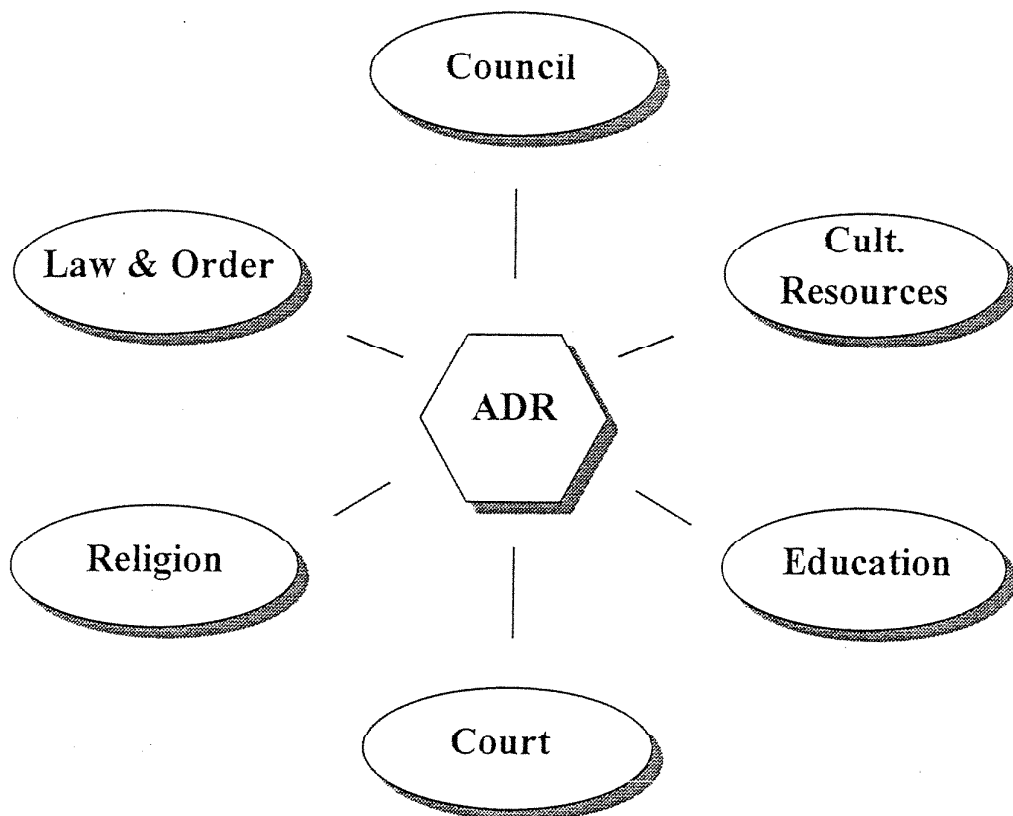 Council
Law & Order
Cult.
Resources
ADR
Religion
Education
Court